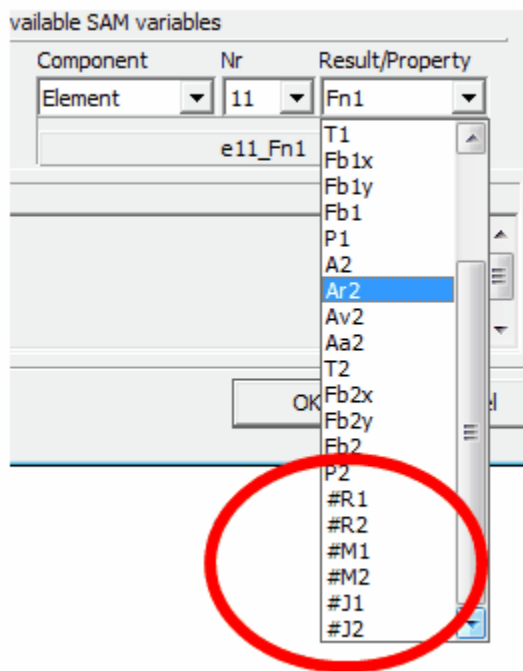 vailable SAM variables
Component Nr Result/Property
Element 11 Fn1
e11_Fn1
T1
Fb1x
Fb1y
Fb1
P1
A2
Ar2
Av2
Aa2
T2
Fb2x
OK
Fb2y
Fb2
P2
#R1
#R2
#M1
#M2
#J1
#J2